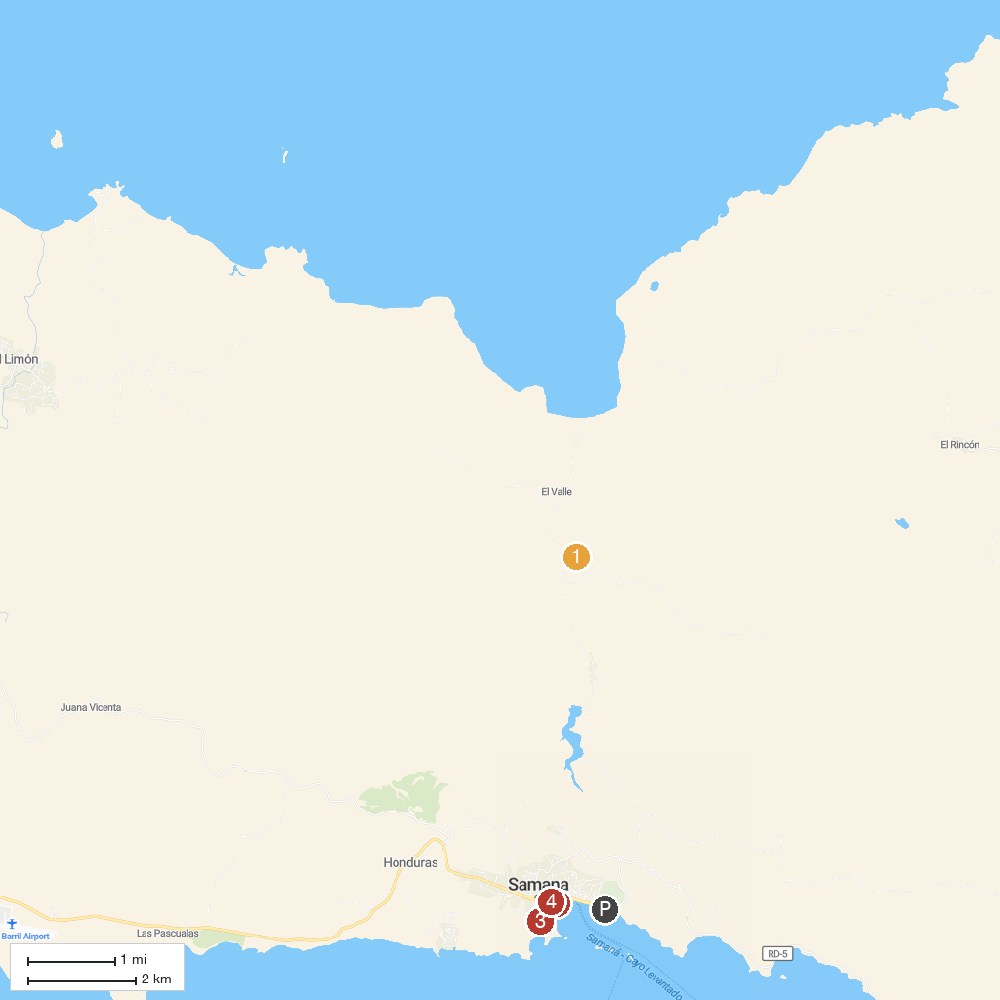 l Limón
El Rincón
El Valle
1
Juana Vicenta
Honduras
Samana
4
3
P
Las Pascualas
Barril Airport
Samaná - Cayo Levantado
RD-5
1 mi
2 km